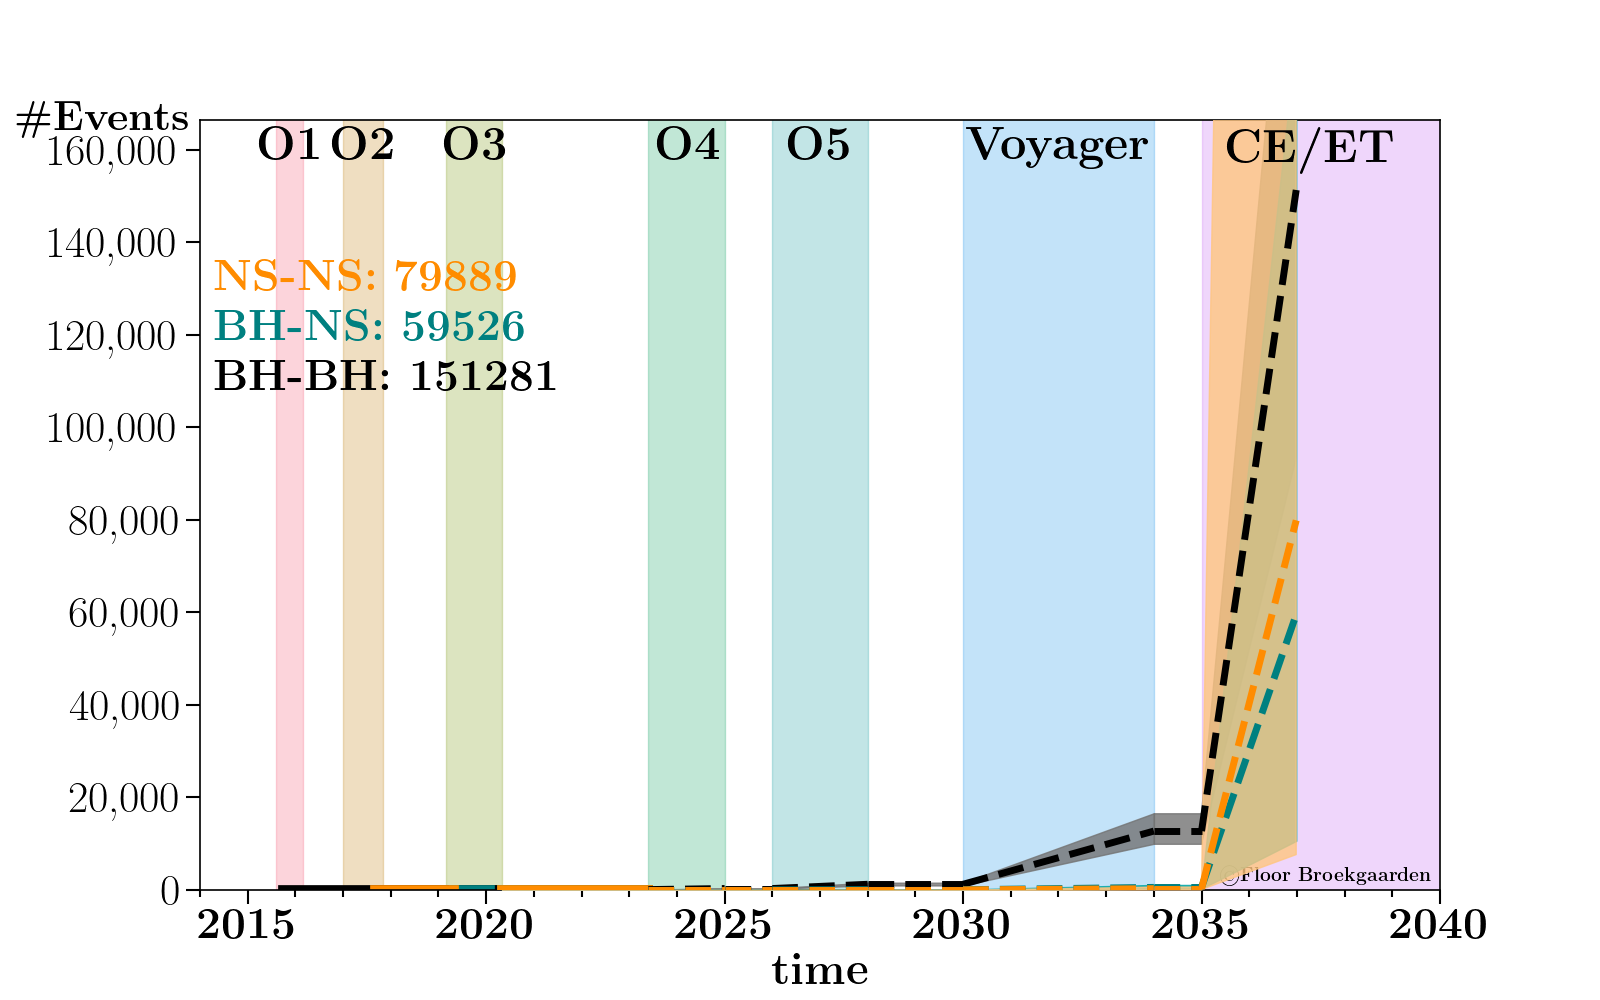 #Events
O1 O2 O3 O4 O5 Voyager CE/ET
160,000
140,000
NS-NS: 79889
BH-NS: 59526
120,000
BH-BH: 151281
100,000
80,000
60,000
40,000
20,000
©Floor Broekgaarden
0
2015 2020 2025 2030 2035 2040
time